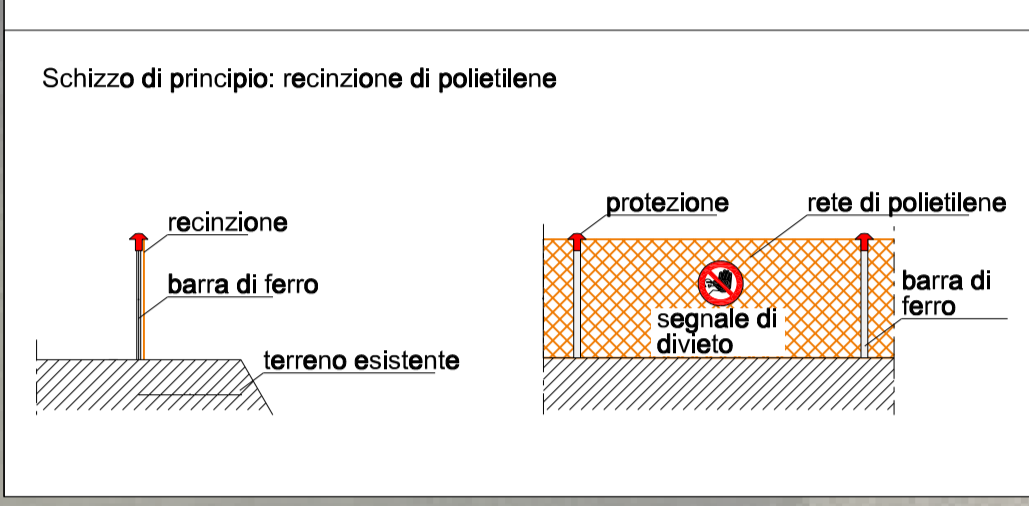 Schizzo di principio: recinzione di polietilene
recinzione
barra di ferro
terreno esistente
protezione
rete di polietilene
segnale di
divieto
barra di
ferro